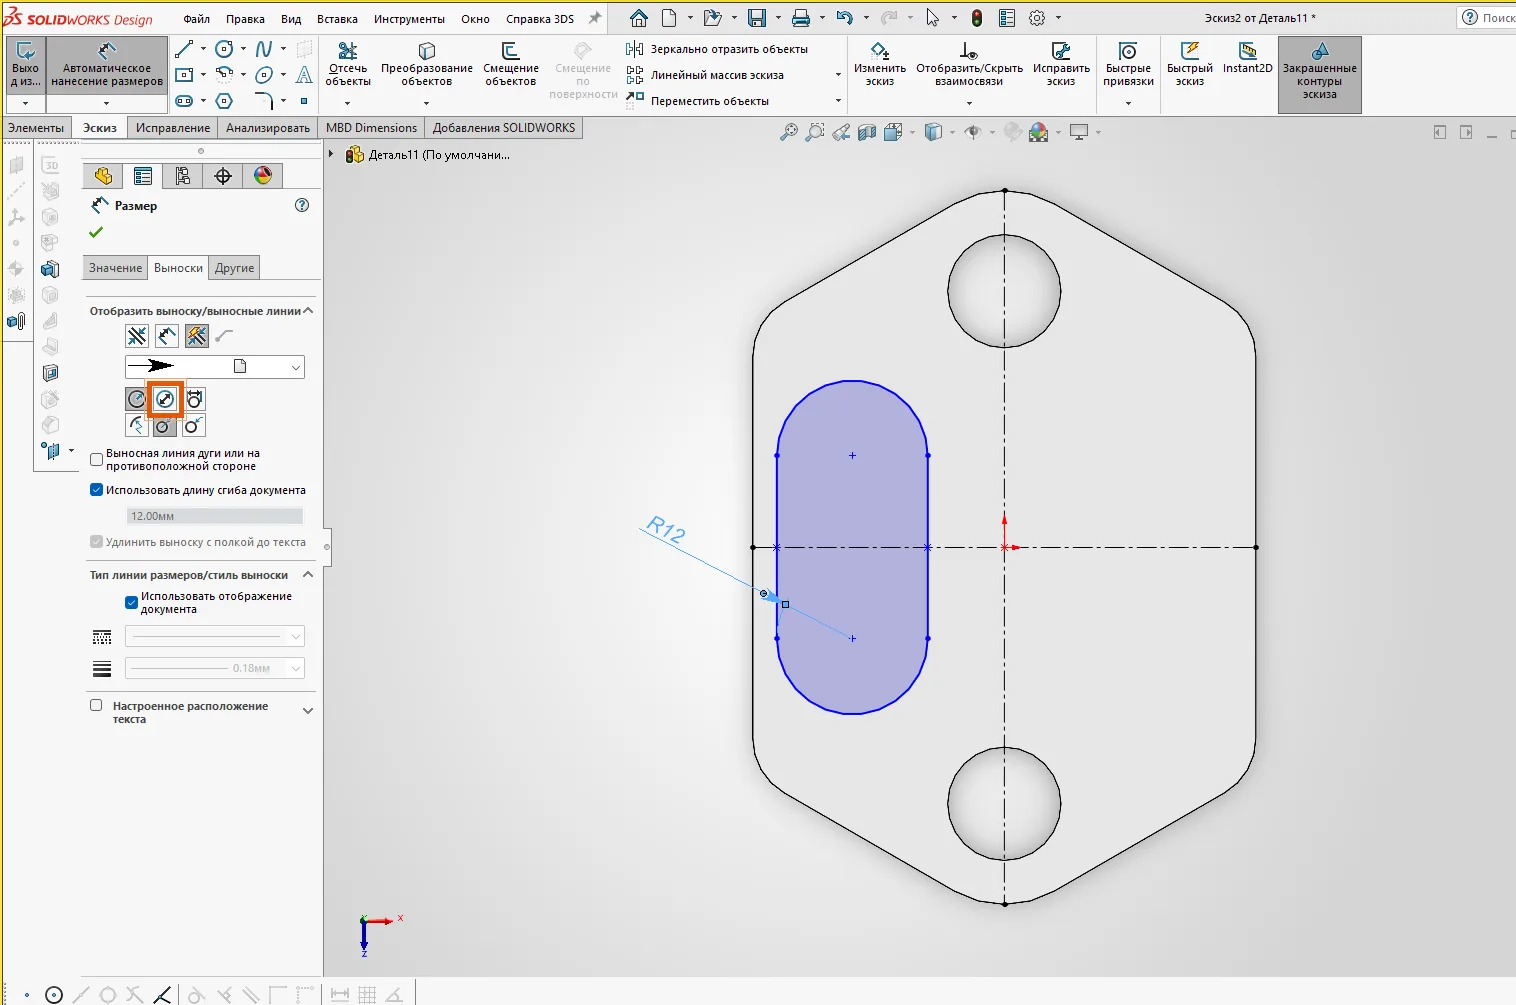 SOLIDWORKS Design
Файл Правка Вид Вставка Инструменты Окно Справка 3DS
Эскиз2 от Деталь11 *
Поиск
Выхо
д из...
Автоматическое
нанесение размеров
Отсечь
объекты
Преобразование
объектов
Смещение
объектов
Смещение
по
поверхности
Зеркально отразить объекты
Линейный массив эскиза
Переместить объекты
Изменить
эскиз
Отобразить/Скрыть
взаимосвязи
Исправить
эскиз
Быстрые
привязки
Быстрый
эскиз
Instant2D
Закрашенные
контуры
эскиза
Элементы Эскиз Исправление Анализировать MBD Dimensions Добавления SOLIDWORKS
Деталь11 (По умолчани...
3D
Размер
Значение Выноски Другие
Отобразить выноску/выносные линии
Выносная линия дуги или на
противоположной стороне
Использовать длину сгиба документа
12.00мм
Удлинить выноску с полкой до текста
Тип линии размеров/стиль выноски
Использовать отображение
документа
0.18мм
Настроенное расположение
текста
R12
X
Y
Z